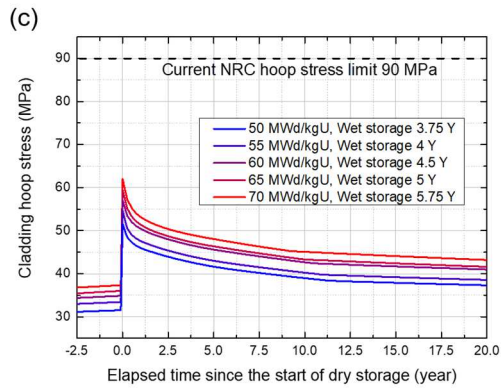 (c)
90
80
70
60
50
40
30
Cladding hoop stress (MPa)
Current NRC hoop stress limit 90 MPa
50 MWd/kgU, Wet storage 3.75 Y
55 MWd/kgU, Wet storage 4 Y
60 MWd/kgU, Wet storage 4.5 Y
65 MWd/kgU, Wet storage 5 Y
70 MWd/kgU, Wet storage 5.75 Y
-2.5 0.0 2.5 5.0 7.5 10.0 12.5 15.0 17.5 20.0
Elapsed time since the start of dry storage (year)